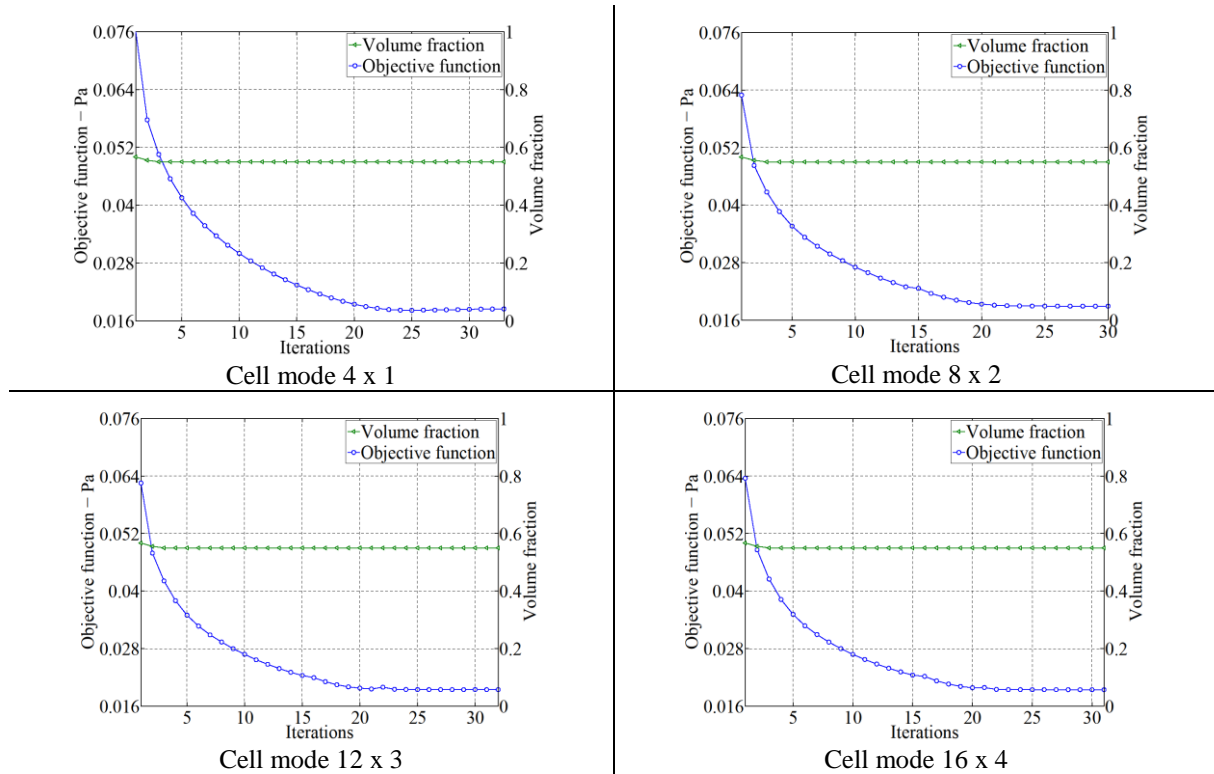 0.076
0.064
0.052
0.04
0.028
0.016
Objective function – Pa
1
0.8
0.6
0.4
0.2
0
Volume fraction
Volume fraction
Objective function
5 10 15 20 25 30
Iterations
Cell mode 4 x 1
0.076
0.064
0.052
0.04
0.028
0.016
Objective function – Pa
1
0.8
0.6
0.4
0.2
0
Volume fraction
Volume fraction
Objective function
5 10 15 20 25 30
Iterations
Cell mode 8 x 2
0.076
0.064
0.052
0.04
0.028
0.016
Objective function – Pa
1
0.8
0.6
0.4
0.2
0
Volume fraction
Volume fraction
Objective function
5 10 15 20 25 30
Iterations
Cell mode 12 x 3
0.076
0.064
0.052
0.04
0.028
0.016
Objective function – Pa
1
0.8
0.6
0.4
0.2
0
Volume fraction
Volume fraction
Objective function
5 10 15 20 25 30
Iterations
Cell mode 16 x 4